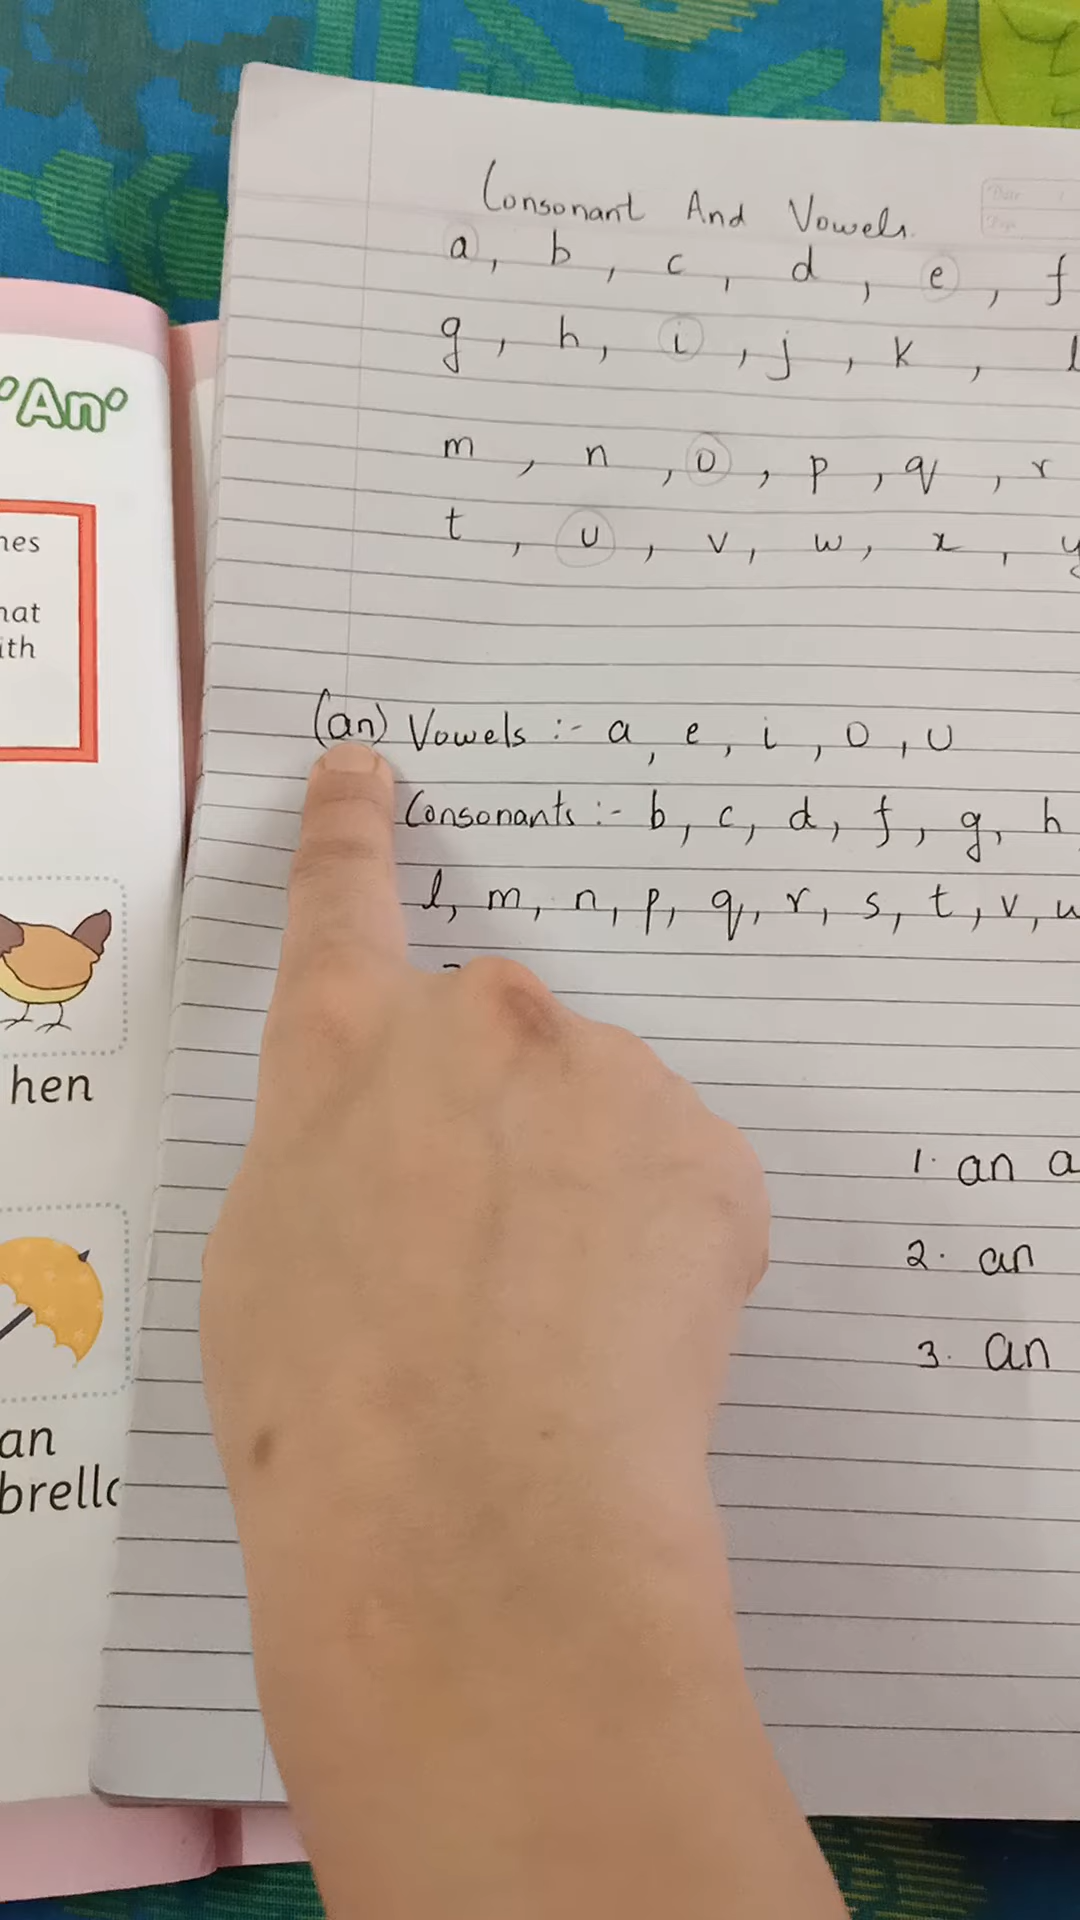 Consonant And Vowels.
a, b, c, d, e, f
g, h, i, j, k, l
m, n, o, p, q, r
t, u, v, w, x, y
(an) Vowels :- a, e, i, o, u
Consonants :- b, c, d, f, g, h
l, m, n, p, q, r, s, t, v, w
1. an a
2. an
3. an
'An'
hen
an